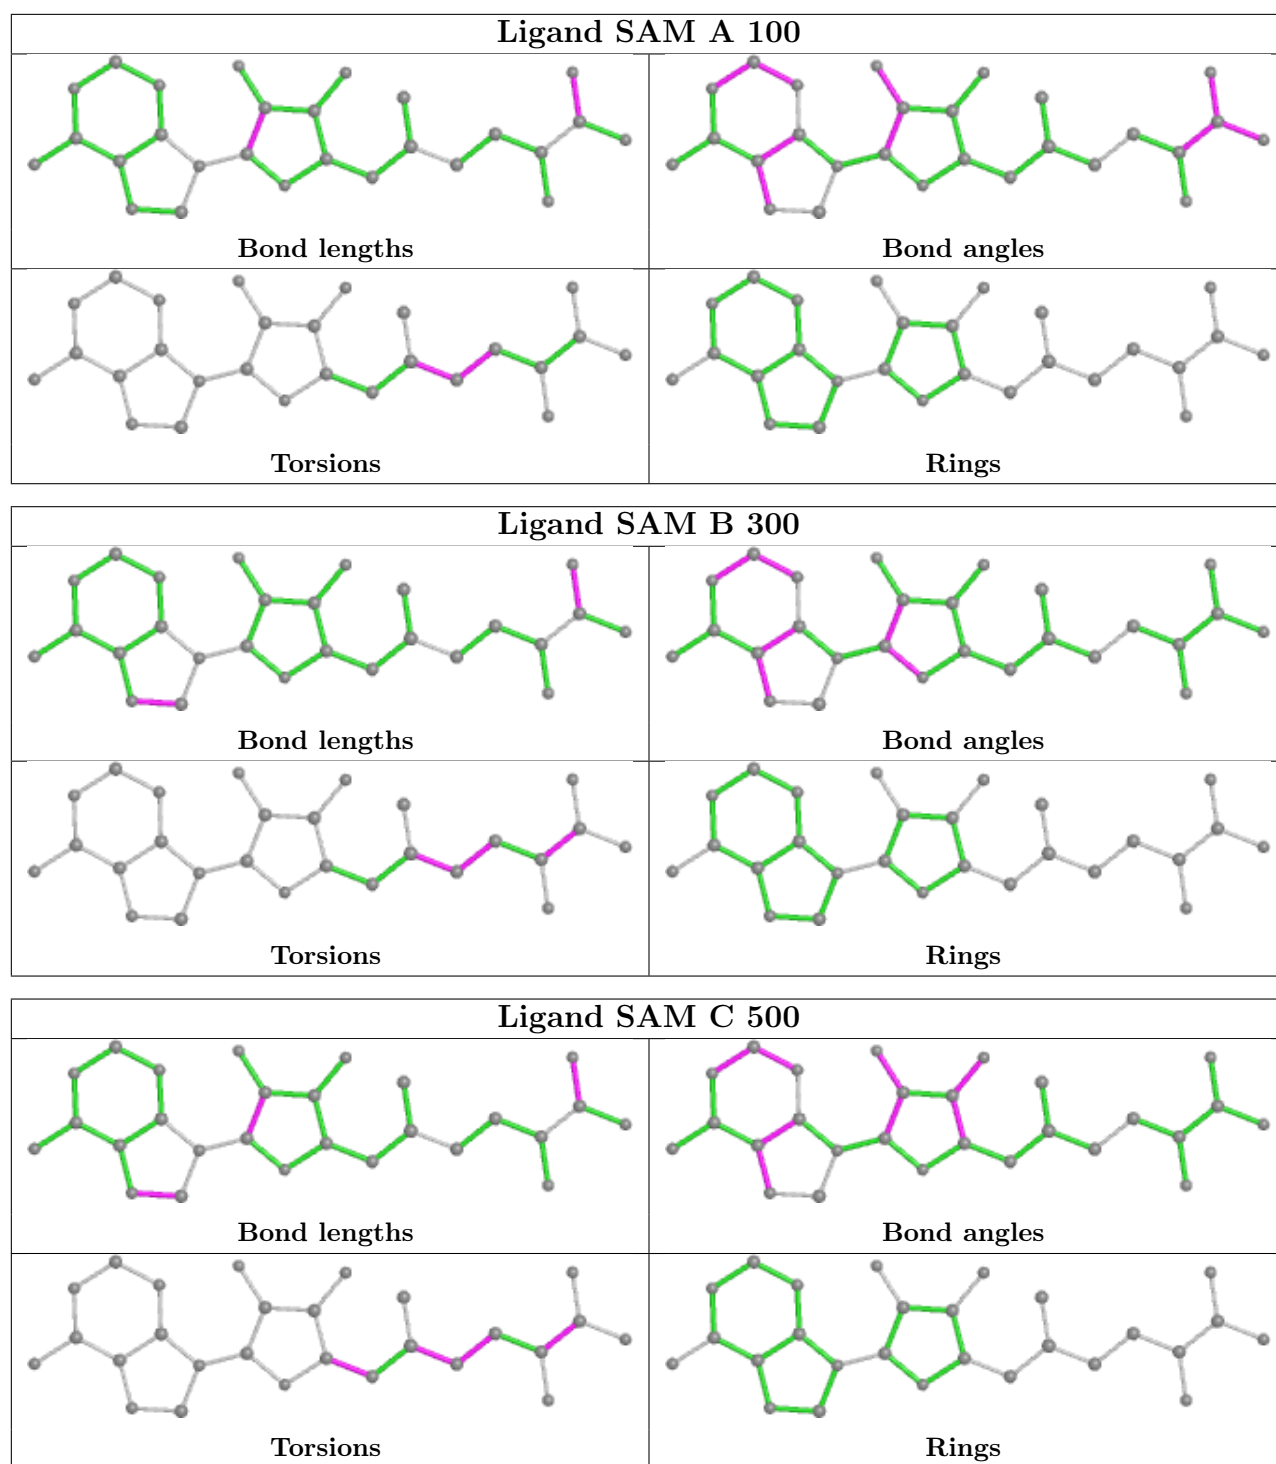 Ligand SAM A 100
Bond lengths
Bond angles
Torsions
Rings
Ligand SAM B 300
Bond lengths
Bond angles
Torsions
Rings
Ligand SAM C 500
Bond lengths
Bond angles
Torsions
Rings